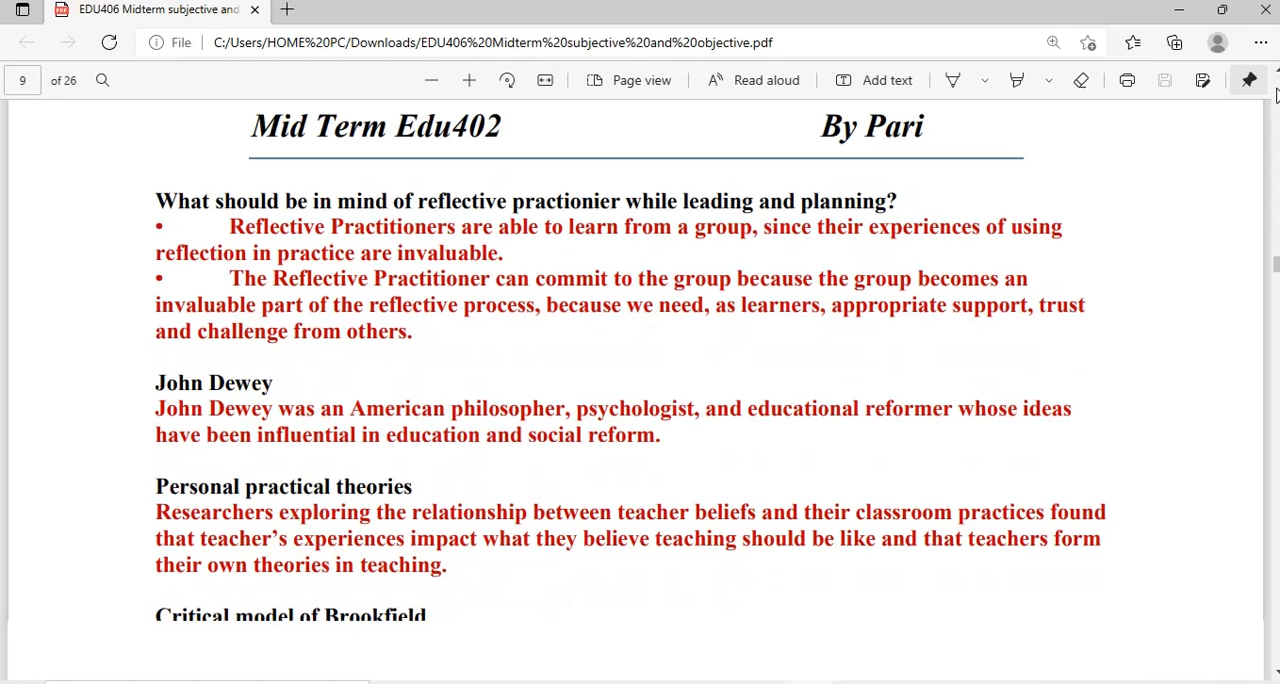 EDU406 Midterm subjective and
File C:/Users/HOME%20PC/Downloads/EDU406%20Midterm%20subjective%20and%20objective.pdf
9 of 26 Page view Read aloud Add text
Mid Term Edu402 By Pari
What should be in mind of reflective practionier while leading and planning?
• Reflective Practitioners are able to learn from a group, since their experiences of using
reflection in practice are invaluable.
• The Reflective Practitioner can commit to the group because the group becomes an
invaluable part of the reflective process, because we need, as learners, appropriate support, trust
and challenge from others.
John Dewey
John Dewey was an American philosopher, psychologist, and educational reformer whose ideas
have been influential in education and social reform.
Personal practical theories
Researchers exploring the relationship between teacher beliefs and their classroom practices found
that teacher’s experiences impact what they believe teaching should be like and that teachers form
their own theories in teaching.
Critical model of Brookfield